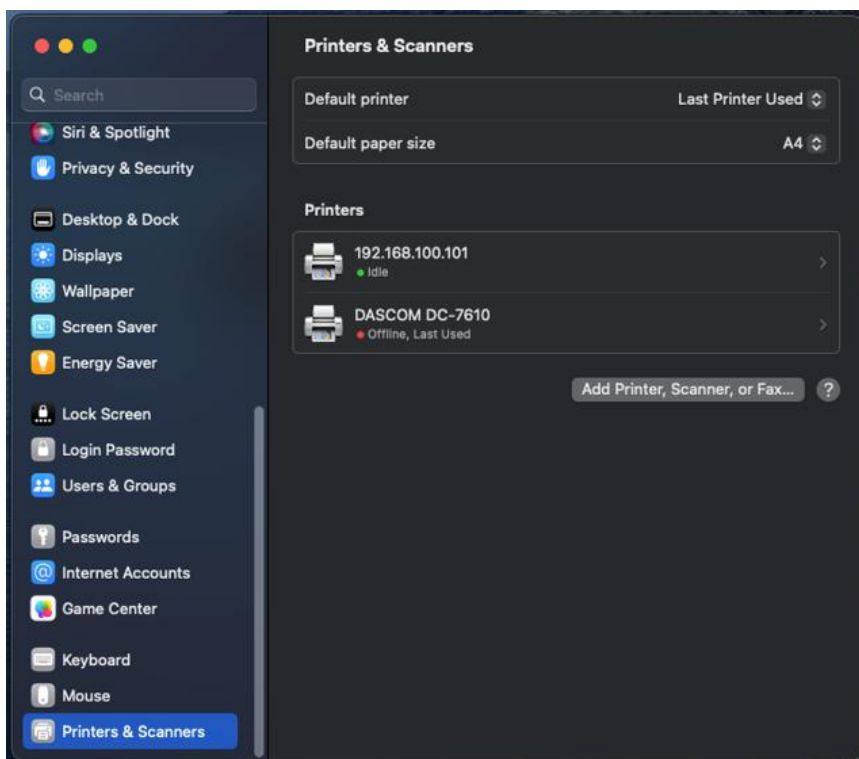 Search
Siri & Spotlight
Privacy & Security
Desktop & Dock
Displays
Wallpaper
Screen Saver
Energy Saver
Lock Screen
Login Password
Users & Groups
Passwords
Internet Accounts
Game Center
Keyboard
Mouse
Printers & Scanners
Printers & Scanners
Default printer Last Printer Used
Default paper size A4
Printers
192.168.100.101
Idle
DASCOM DC-7610
Offline, Last Used
Add Printer, Scanner, or Fax... ?